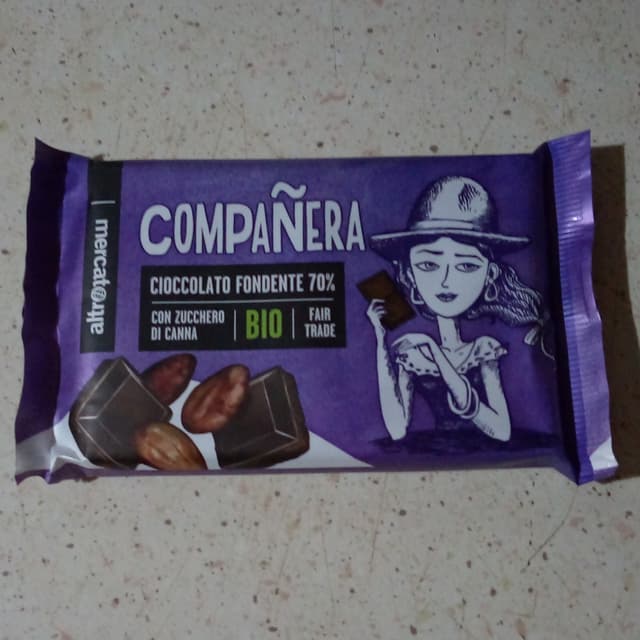 altromercato
COMPAÑERA
CIOCCOLATO FONDENTE 70%
CON ZUCCHERO
DI CANNA
BIO
FAIR
TRADE